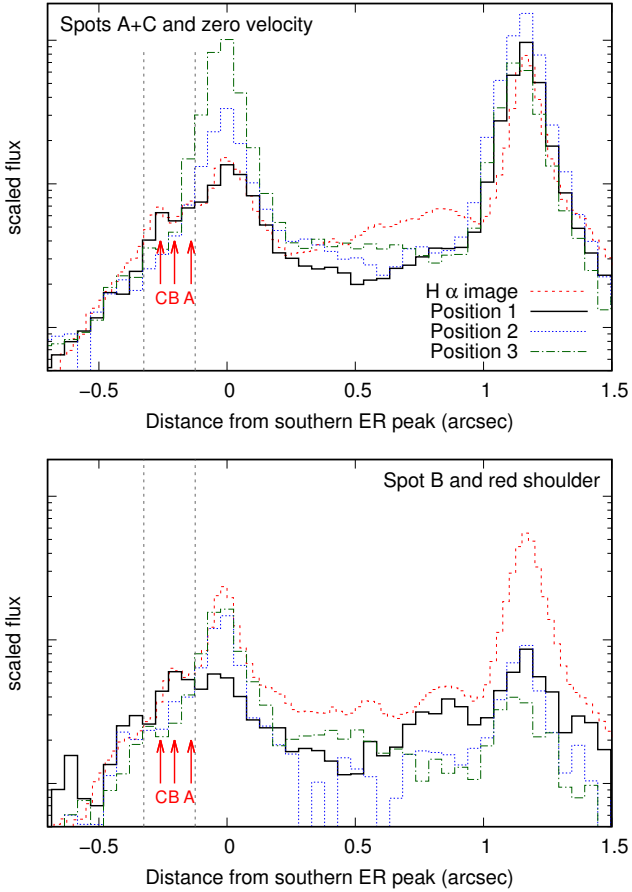 Spots A+C and zero velocity
scaled flux
CB A
H α image
Position 1
Position 2
Position 3
−0.5 0 0.5 1 1.5
Distance from southern ER peak (arcsec)
Spot B and red shoulder
scaled flux
CB A
−0.5 0 0.5 1 1.5
Distance from southern ER peak (arcsec)